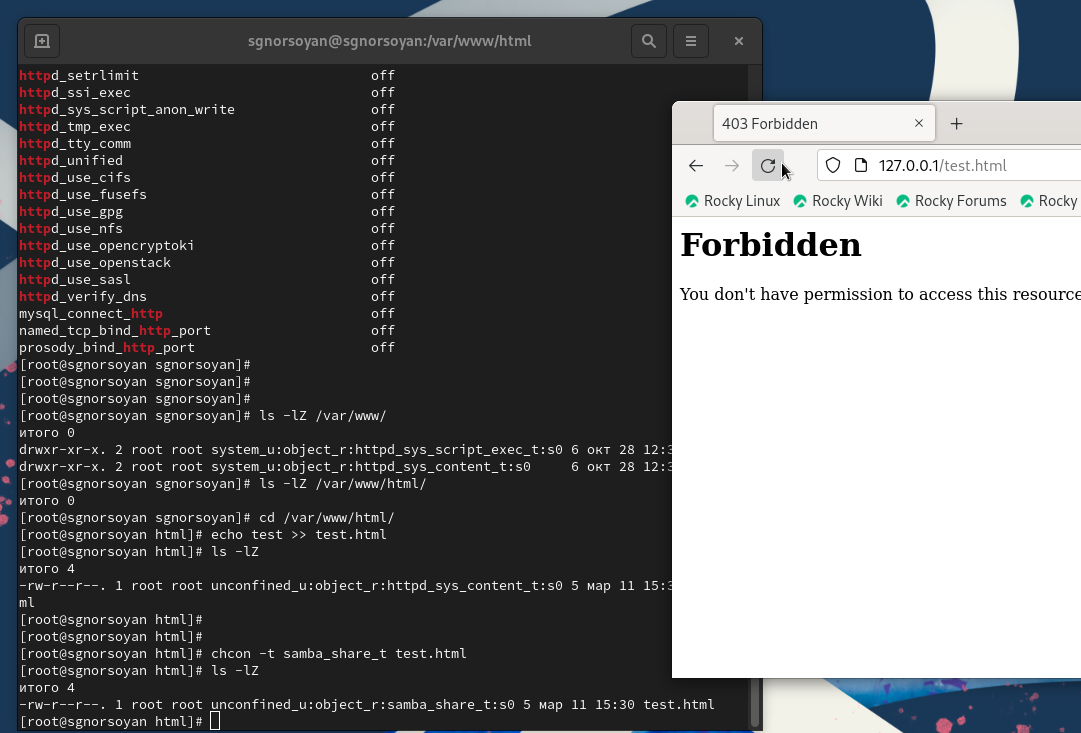 sgnorsoyan@sgnorsoyan:/var/www/html
httpd_setrlimit off
httpd_ssi_exec off
httpd_sys_script_anon_write off
httpd_tmp_exec off
httpd_tty_comm off
httpd_unified off
httpd_use_cifs off
httpd_use_fusefs off
httpd_use_gpg off
httpd_use_nfs off
httpd_use_opencryptoki off
httpd_use_openstack off
httpd_use_sasl off
httpd_verify_dns off
mysql_connect_http off
named_tcp_bind_http_port off
prosody_bind_http_port off
[root@sgnorsoyan sgnorsoyan]#
[root@sgnorsoyan sgnorsoyan]#
[root@sgnorsoyan sgnorsoyan]#
[root@sgnorsoyan sgnorsoyan]# ls -lZ /var/www/
итого 0
drwxr-xr-x. 2 root root system_u:object_r:httpd_sys_script_exec_t:s0 6 окт 28 12:3
drwxr-xr-x. 2 root root system_u:object_r:httpd_sys_content_t:s0 6 окт 28 12:3
[root@sgnorsoyan sgnorsoyan]# ls -lZ /var/www/html/
итого 0
[root@sgnorsoyan sgnorsoyan]# cd /var/www/html/
[root@sgnorsoyan html]# echo test >> test.html
[root@sgnorsoyan html]# ls -lZ
итого 4
-rw-r--r--. 1 root root unconfined_u:object_r:httpd_sys_content_t:s0 5 мар 11 15:3
ml
[root@sgnorsoyan html]#
[root@sgnorsoyan html]#
[root@sgnorsoyan html]# chcon -t samba_share_t test.html
[root@sgnorsoyan html]# ls -lZ
итого 4
-rw-r--r--. 1 root root unconfined_u:object_r:samba_share_t:s0 5 мар 11 15:30 test.html
[root@sgnorsoyan html]#
403 Forbidden
127.0.0.1/test.html
Rocky Linux Rocky Wiki Rocky Forums Rocky
Forbidden
You don't have permission to access this resource